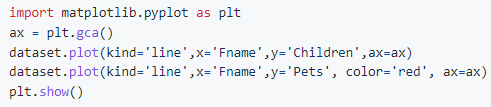 import matplotlib.pyplot as plt
ax = plt.gca()
dataset.plot(kind='line',x='Fname',y='Children',ax=ax)
dataset.plot(kind='line',x='Fname',y='Pets', color='red', ax=ax)
plt.show()